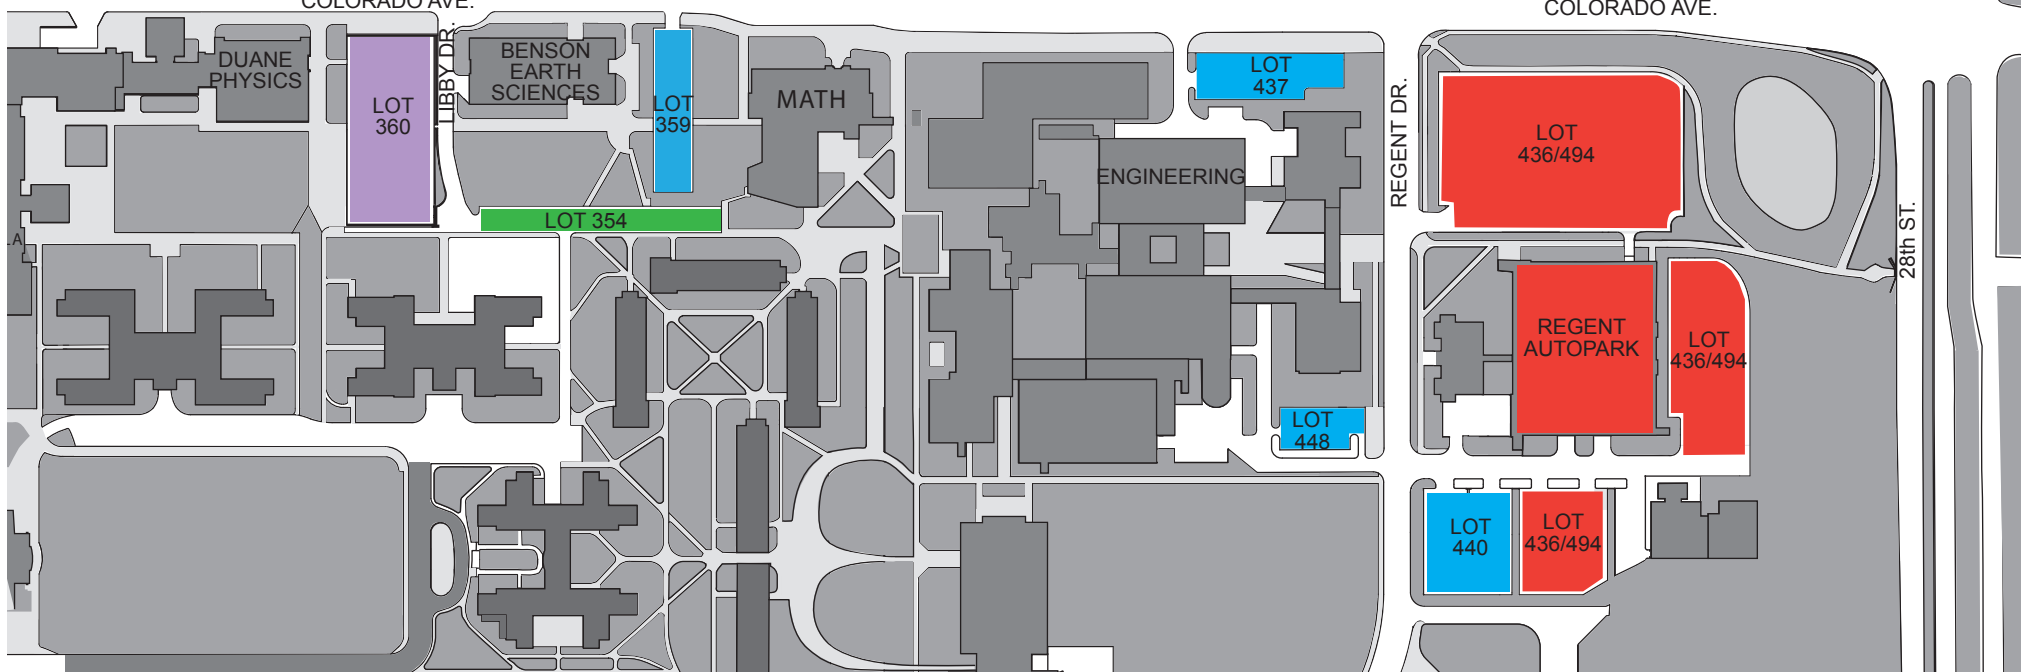 COLORADO AVE.
COLORADO AVE.
DUANE
PHYSICS
LOT
360
LIBBY DR.
BENSON
EARTH
SCIENCES
LOT
359
MATH
LOT
437
REGENT DR.
LOT
436/494
ENGINEERING
LOT 354
LA
28th ST.
REGENT
AUTOPARK
LOT
436/494
LOT
448
LOT
440
LOT
436/494